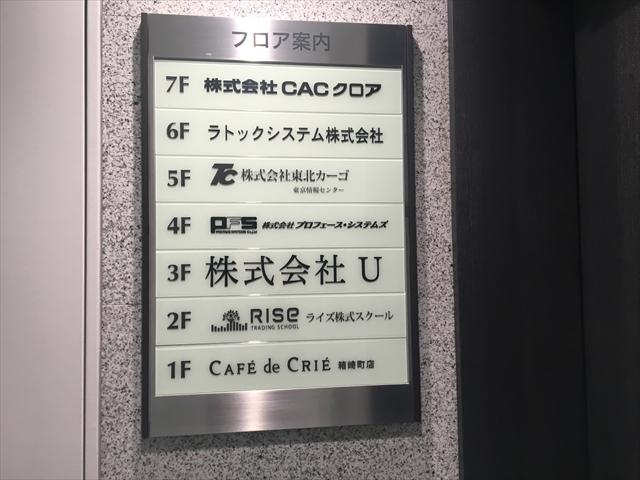 フロア案内
7F 株式会社CACクロア
6F ラトックシステム株式会社
5F TC 株式会社東北カーゴ
東京情報センター
4F PFS 株式会社プロフェース・システムズ
3F 株式会社U
2F RISE ライズ株式スクール
TRADING SCHOOL
1F CAFÉ de CRIÉ 箱崎町店